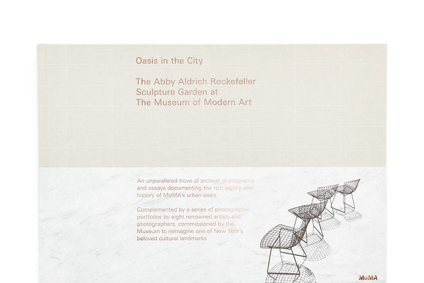 Oasis in the City
The Abby Aldrich Rockefeller
Sculpture Garden at
The Museum of Modern Art
An unparalleled trove of archival photographs
and essays documenting the rich eighty-year
history of MoMA's urban oasis
Complemented by a series of photographic
portfolios by eight renowned artists and
photographers, commissioned by the
Museum to reimagine one of New York's
beloved cultural landmarks
MoMA